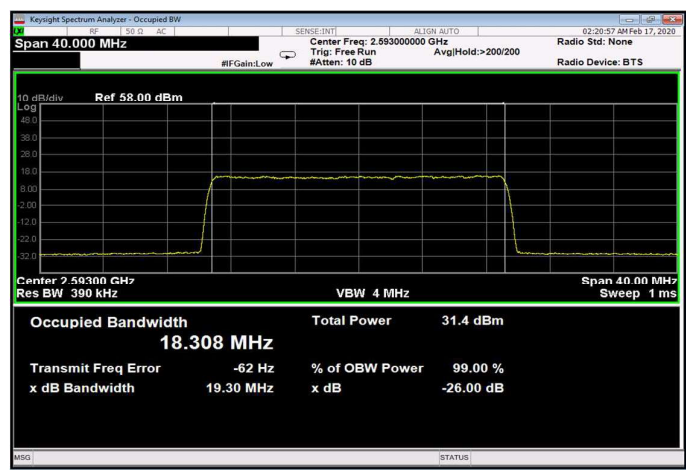 Keysight Spectrum Analyzer - Occupied BW
RF 50 Ω AC SENSE:INT ALIGN AUTO 02:20:57 AM Feb 17, 2020
Span 40.000 MHz Center Freq: 2.593000000 GHz Radio Std: None
Trig: Free Run Avg|Hold:>200/200
#IFGain:Low #Atten: 10 dB Radio Device: BTS
10 dB/div Ref 58.00 dBm
Log
48.0
38.0
28.0
18.0
8.00
-2.00
-12.0
-22.0
-32.0
Center 2.59300 GHz Span 40.00 MHz
Res BW 390 kHz VBW 4 MHz Sweep 1 ms
Occupied Bandwidth Total Power 31.4 dBm
18.308 MHz
Transmit Freq Error -62 Hz % of OBW Power 99.00 %
x dB Bandwidth 19.30 MHz x dB -26.00 dB
MSG STATUS